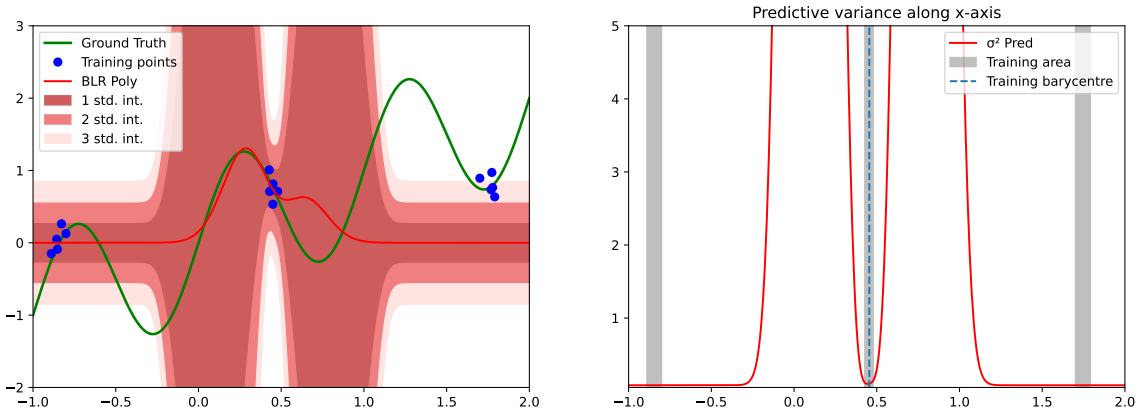 Ground Truth
Training points
BLR Poly
1 std. int.
2 std. int.
3 std. int.
3
2
1
0
−1
−2
−1.0
−0.5
0.0
0.5
1.0
1.5
2.0
Predictive variance along x-axis
σ² Pred
Training area
Training barycentre
5
4
3
2
1
−1.0
−0.5
0.0
0.5
1.0
1.5
2.0